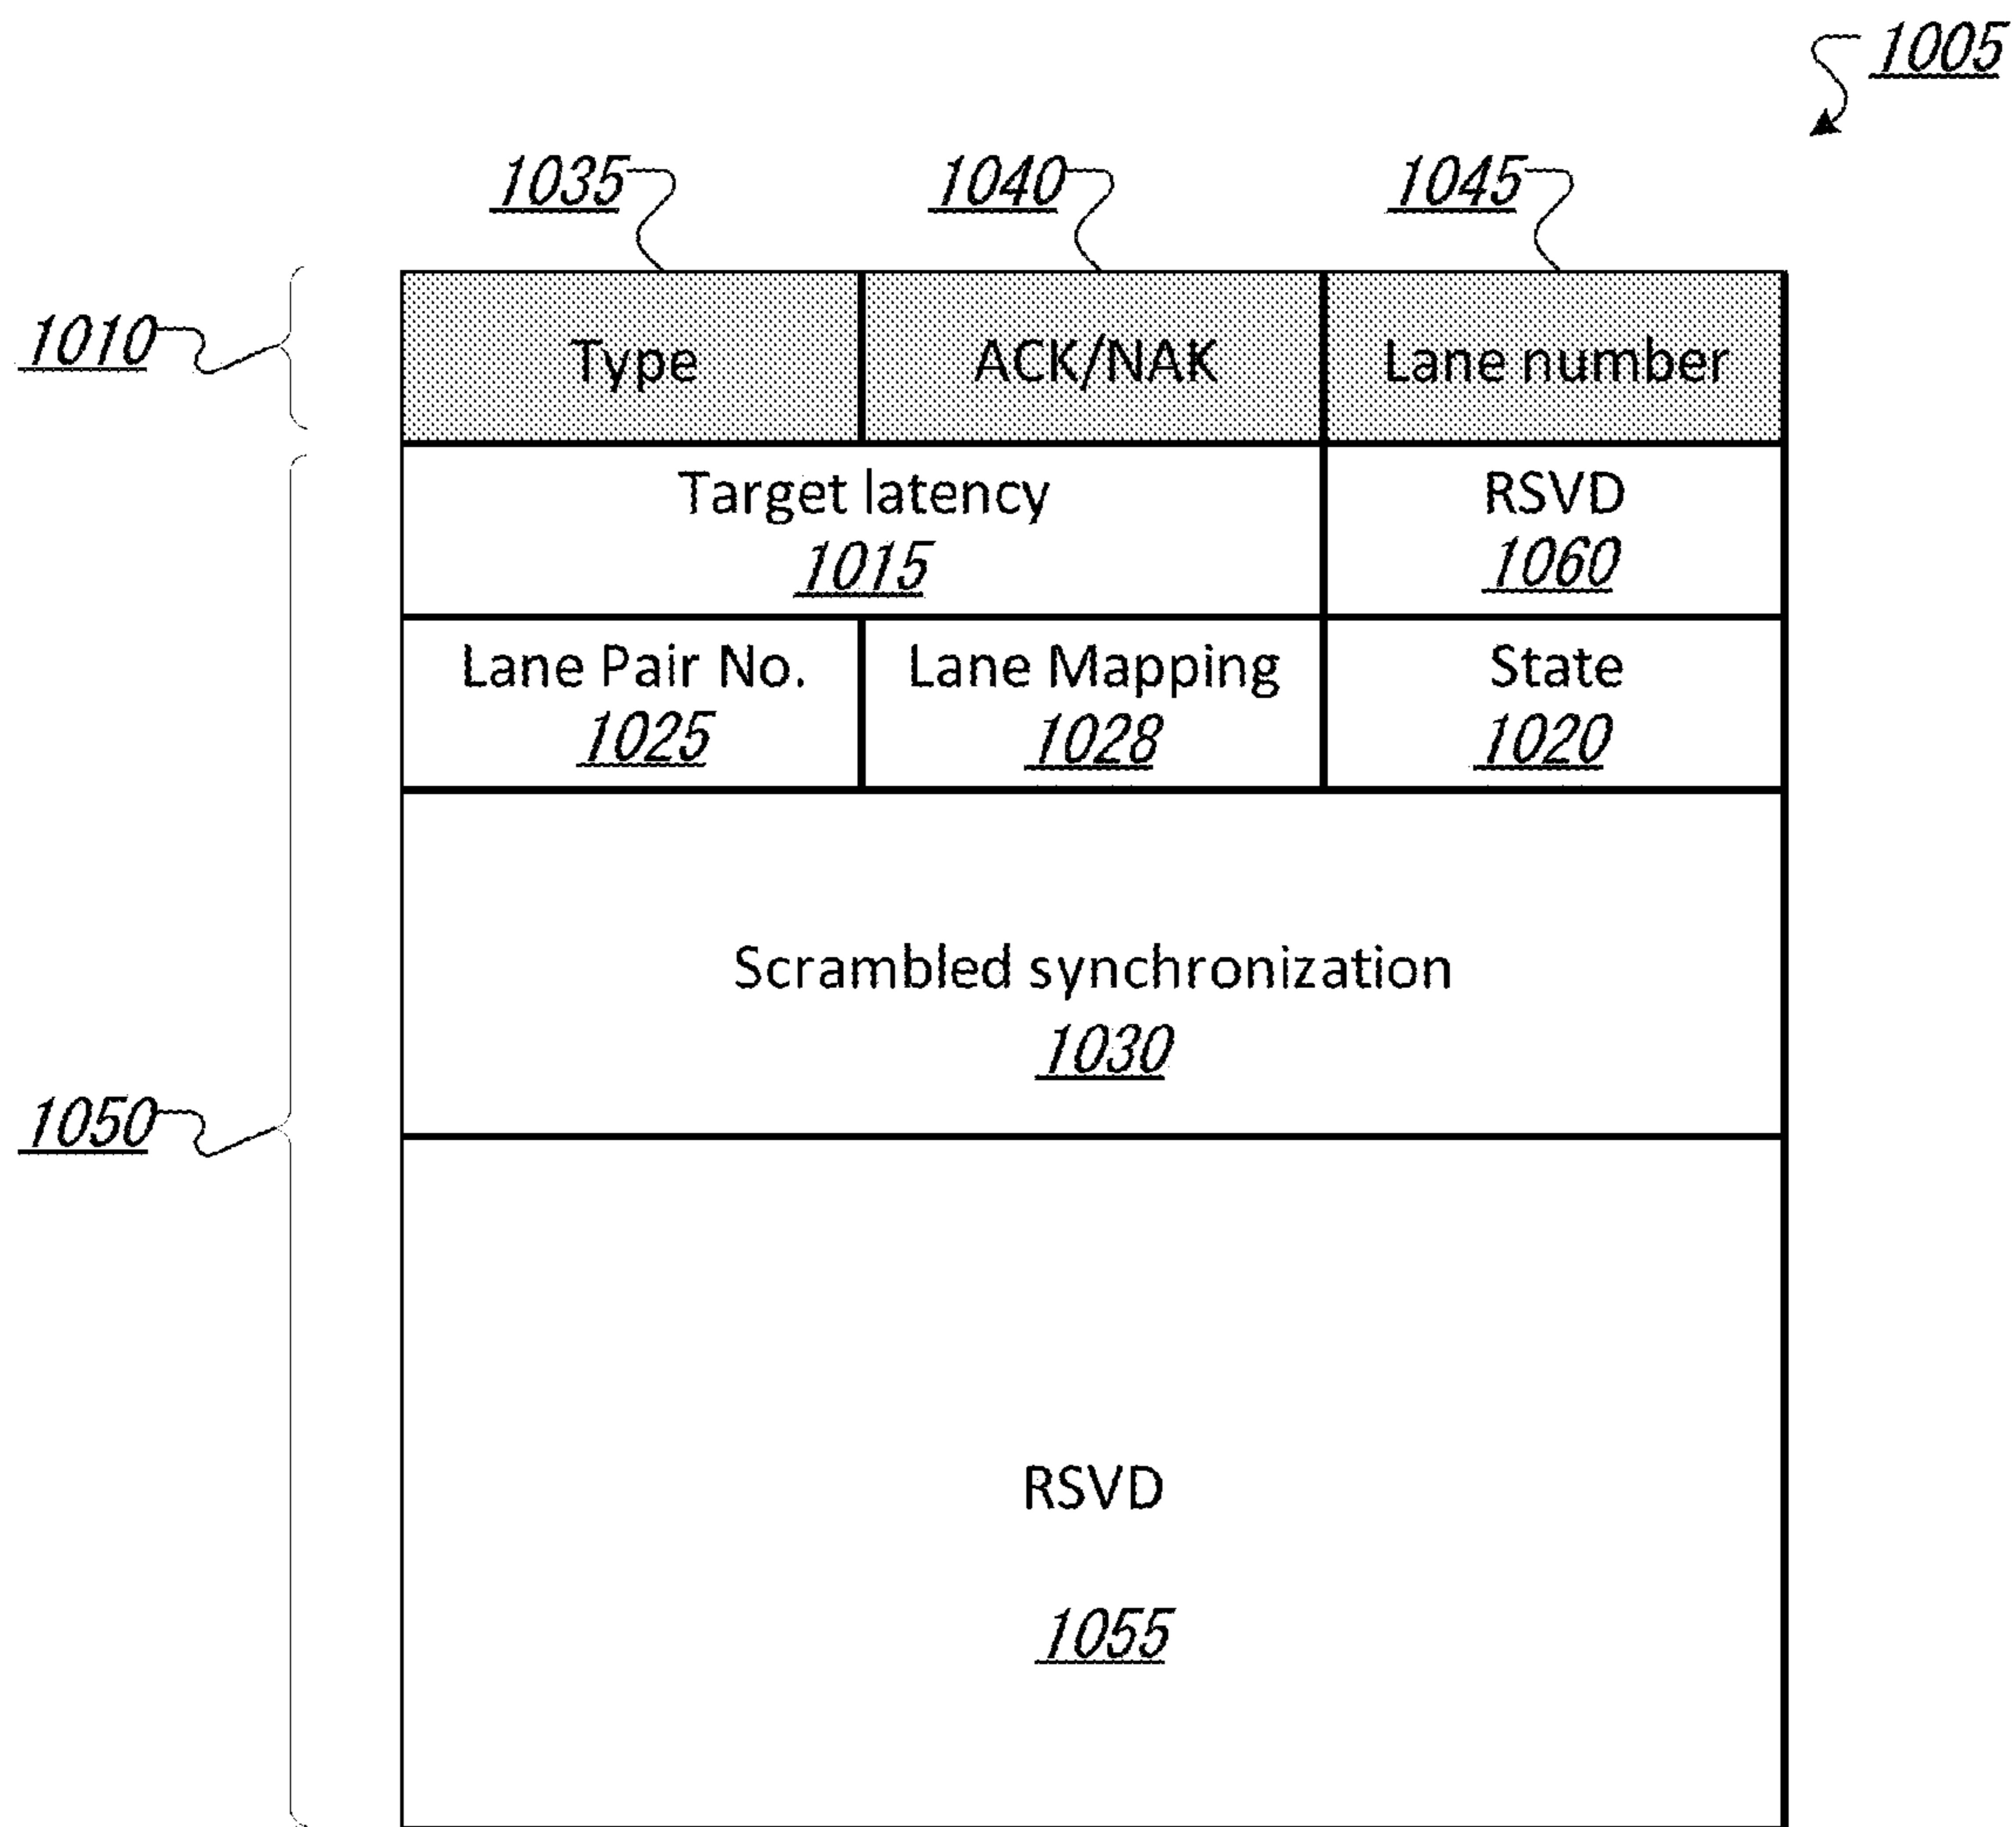 1005
1035 1040 1045
1010
Type ACK/NAK Lane number
Target latency RSVD
1015 1060
Lane Pair No. Lane Mapping State
1025 1028 1020
Scrambled synchronization
1030
1050
RSVD
1055